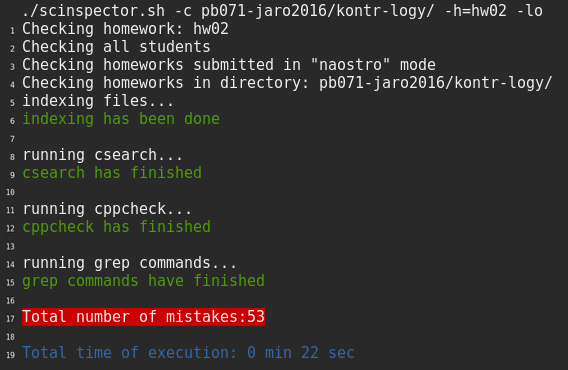 ./scinspector.sh -c pb071-jaro2016/kontr-logy/ -h=hw02 -lo
1 Checking homework: hw02
2 Checking all students
3 Checking homeworks submitted in "naostro" mode
4 Checking homeworks in directory: pb071-jaro2016/kontr-logy/
5 indexing files...
6 indexing has been done
7
8 running csearch...
9 csearch has finished
10
11 running cppcheck...
12 cppcheck has finished
13
14 running grep commands...
15 grep commands have finished
16
17 Total number of mistakes:53
18
19 Total time of execution: 0 min 22 sec